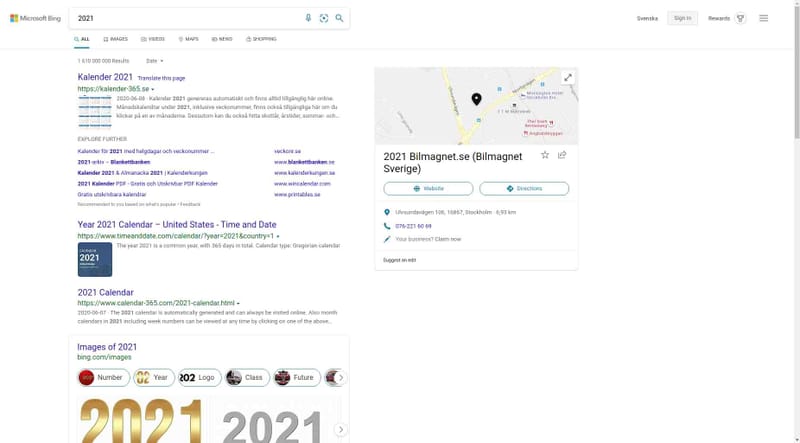 Microsoft Bing
2021
Svenska
Sign in
Rewards
ALL
IMAGES
VIDEOS
MAPS
NEWS
SHOPPING
1 610 000 000 Results
Date
Kalender 2021
Translate this page
https://kalender-365.se
2020-06-08 · Kalender 2021 genereras automatiskt och finns alltid tillgänglig här online.
Månadskalendrar under 2021, inklusive veckonummer, finns också tillgängliga här om du
klickar på en av månaderna. Dessutom kan du också hitta skottår, årstider, sommar- och...
EXPLORE FURTHER
Kalender för 2021 med helgdagar och veckonummer ...
veckonr.se
2021-arkiv – Blankettbanken
www.blankettbanken.se
Kalender 2021 & Almanacka 2021 | Kalenderkungen
www.kalenderkungen.se
2021 Kalender PDF - Gratis och Utskrivbar PDF Kalender
www.wincalendar.com
Gratis utskrivbara kalendrar
www.printables.se
Recommended to you based on what's popular • Feedback
Year 2021 Calendar – United States - Time and Date
https://www.timeanddate.com/calendar/?year=2021&country=1
CALENDAR
2021
The year 2021 is a common year, with 365 days in total. Calendar type: Gregorian calendar
2021 Calendar
https://www.calendar-365.com/2021-calendar.html
2020-06-07 · The 2021 calendar is automatically generated and can always be visited online. Also month
calendars in 2021 including week numbers can be viewed at any time by clicking on one of the above...
Images of 2021
bing.com/images
Number
Year
Logo
Class
Future
2021
2021
2021 Bilmagnet.se (Bilmagnet
Sverige)
Website
Directions
Ulvsundavägen 106, 16867, Stockholm · 6,93 km
076-221 60 69
Your business? Claim now
Suggest an edit